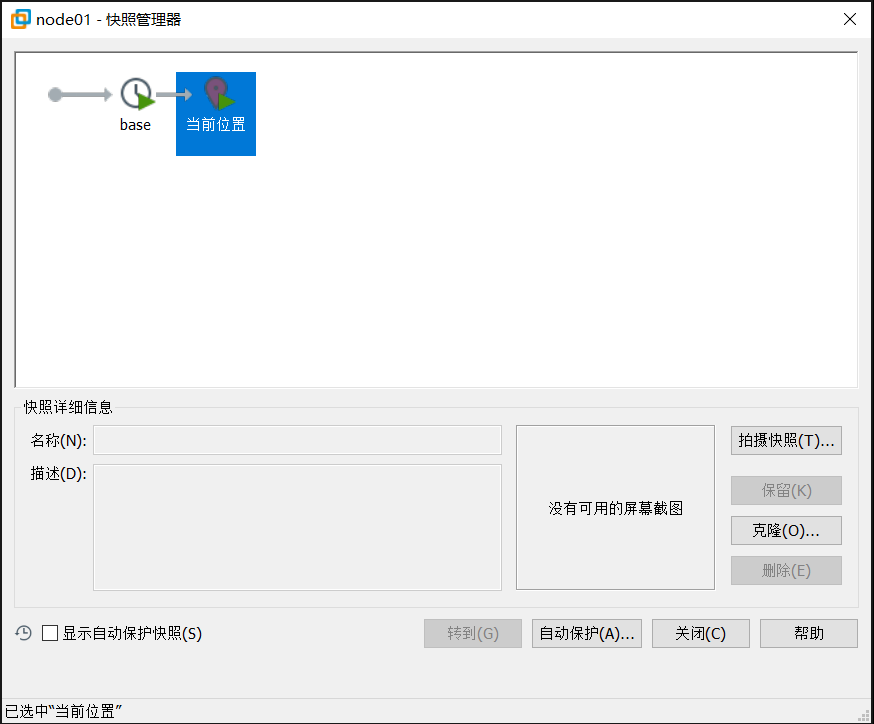 node01 - 快照管理器
base
当前位置
快照详细信息
名称(N):
描述(D):
没有可用的屏幕截图
拍摄快照(T)...
保留(K)
克隆(O)...
删除(E)
显示自动保护快照(S)
转到(G)
自动保护(A)...
关闭(C)
帮助
已选中“当前位置”